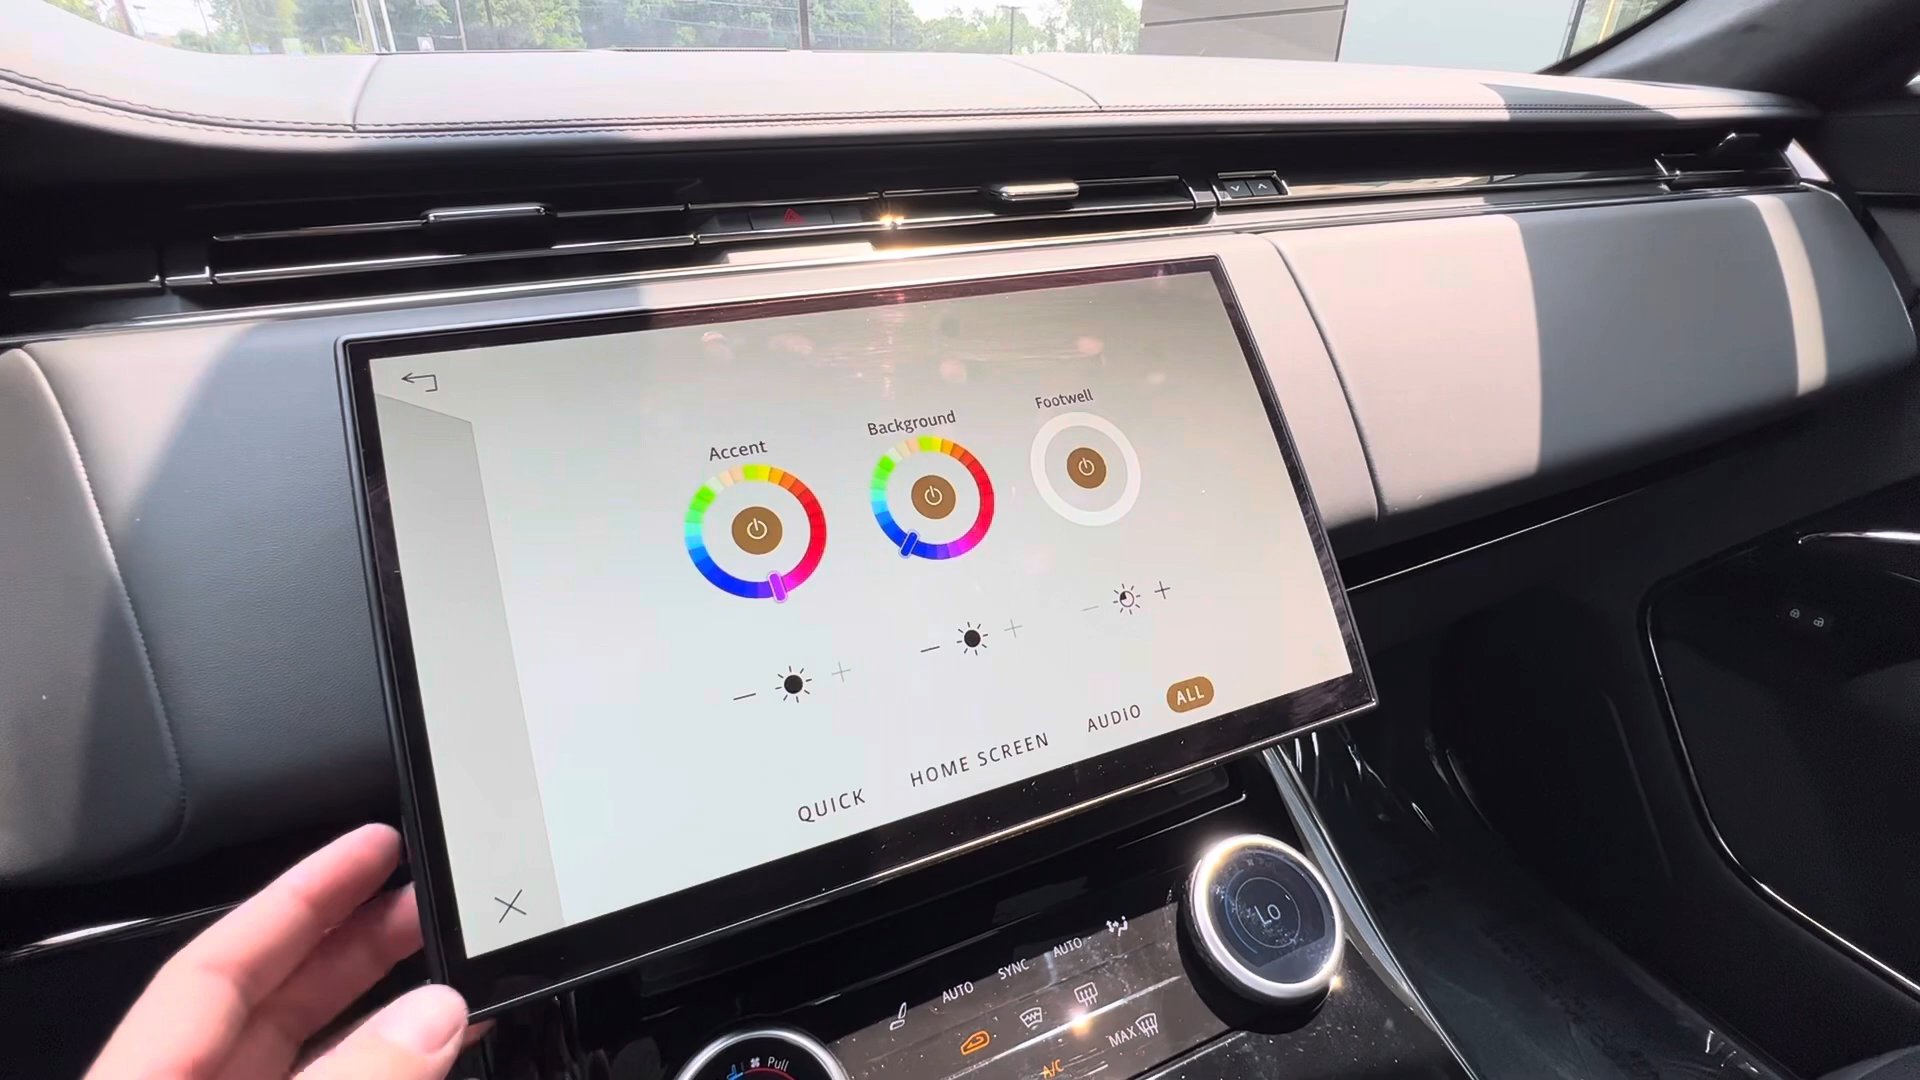 Accent
Background
Footwell
QUICK
HOME SCREEN
AUDIO
ALL
Lo
AUTO
SYNC
AUTO
MAX
A/C
Pull